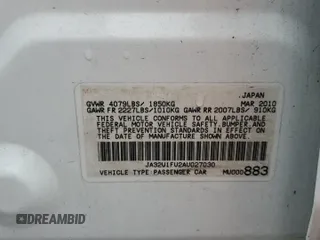 JAPAN
GVWR 4079LBS/ 1850KG MAR 2010
GAWR FR 2227LBS/1010KG GAWR RR 2007LBS/ 910KG
THIS VEHICLE CONFORMS TO ALL APPLICABLE
FEDERAL MOTOR VEHICLE SAFETY,BUMPER,AND
THEFT PREVENTION STANDARDS IN EFFECT ON THE
DATE OF MANUFACTURE SHOWN ABOVE.
JA32U1FU2AU027030
VEHICLE TYPE:PASSENGER CAR MU000883
DREAMBID